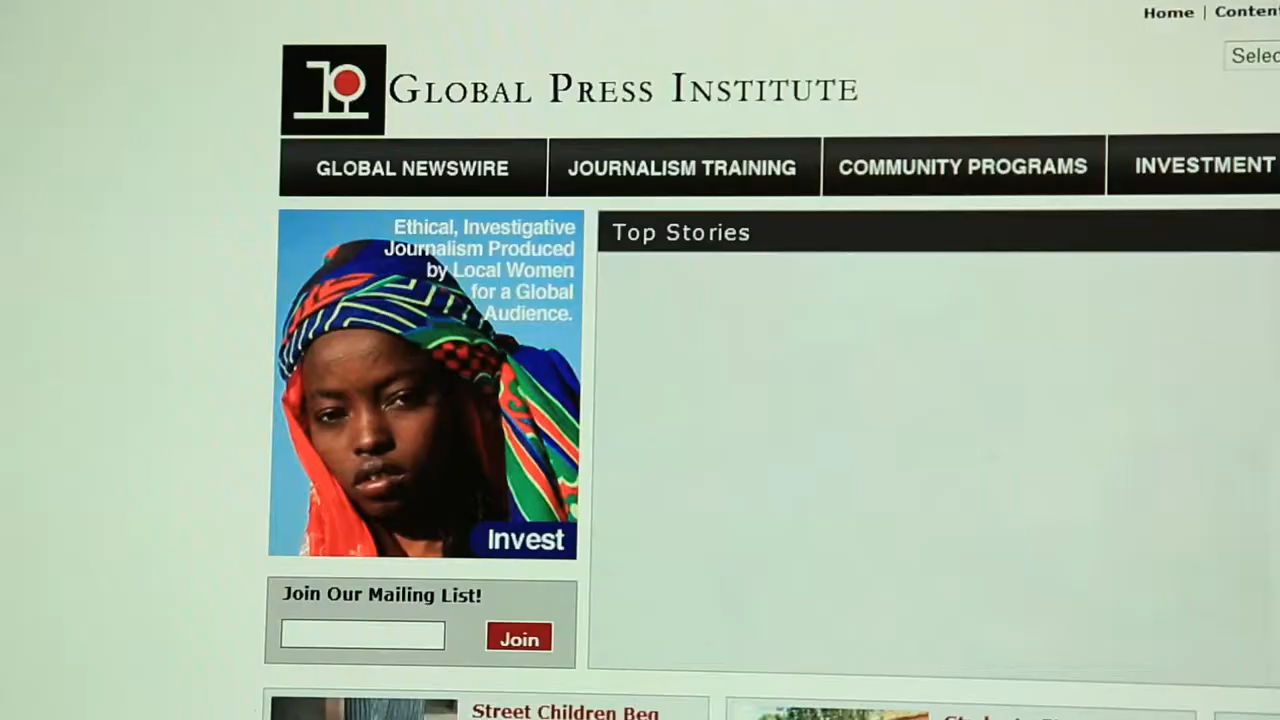 Home | Conten
Selec
GLOBAL PRESS INSTITUTE
GLOBAL NEWSWIRE
JOURNALISM TRAINING
COMMUNITY PROGRAMS
INVESTMENT
Ethical, Investigative
Journalism Produced
by Local Women
for a Global
Audience.
Invest
Top Stories
Join Our Mailing List!
Join
Street Children Beg